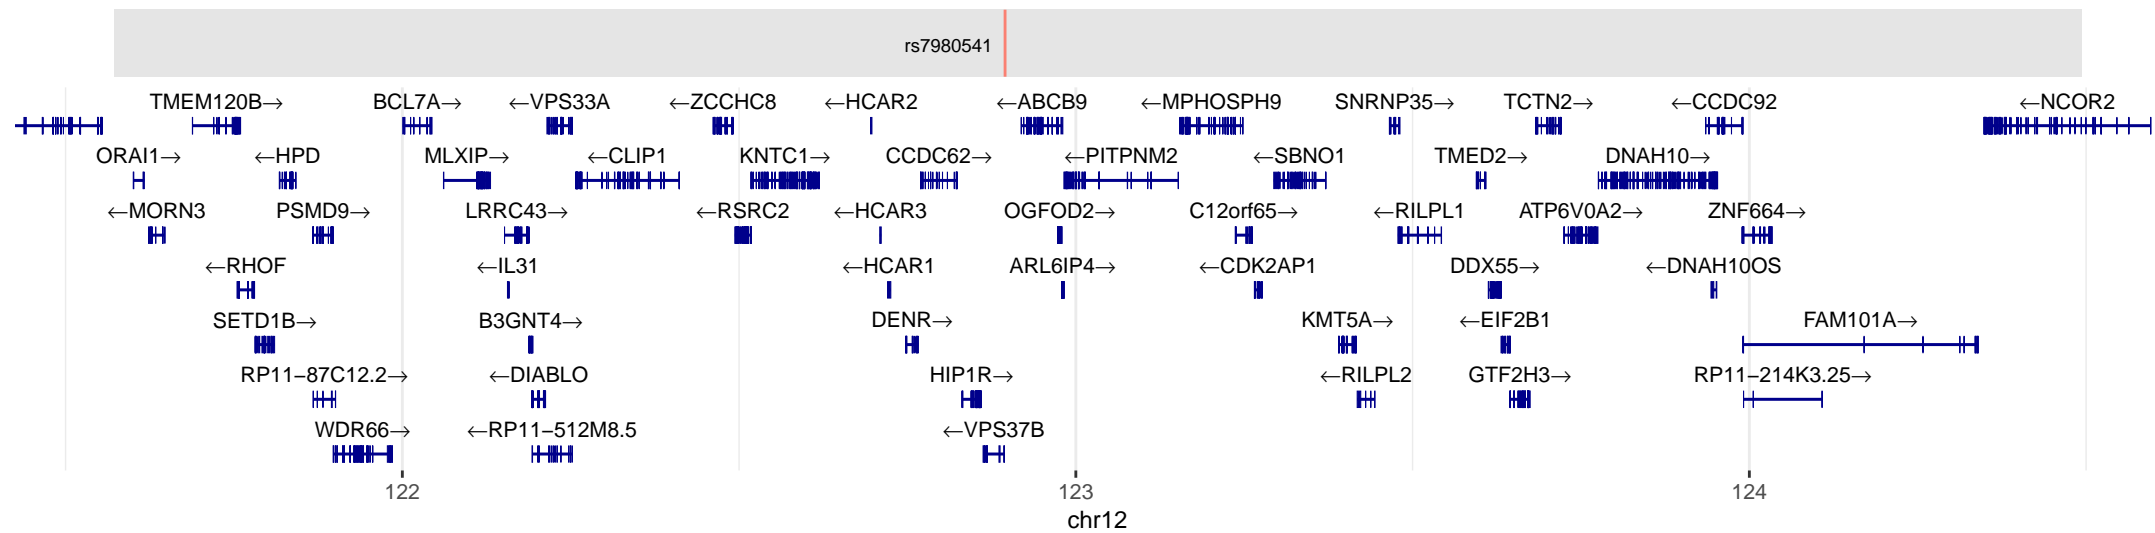 rs7980541
TMEM120B→ BCL7A→ ←VPS33A ←ZCCHC8 ←HCAR2 ←ABCB9 ←MPHOSPH9 SNRNP35→ TCTN2→ ←CCDC92 ←NCOR2
ORAI1→ ←HPD MLXIP→ ←CLIP1 KNTC1→ CCDC62→ ←PITPNM2 ←SBNO1 TMED2→ DNAH10→
←MORN3 PSMD9→ LRRC43→ ←RSRC2 ←HCAR3 OGFOD2→ C12orf65→ ←RILPL1 ATP6V0A2→ ZNF664→
←RHOF ←IL31 ←HCAR1 ARL6IP4→ ←CDK2AP1 DDX55→ ←DNAH10OS
SETD1B→ B3GNT4→ DENR→ KMT5A→ ←EIF2B1 FAM101A→
RP11−87C12.2→ ←DIABLO HIP1R→ ←RILPL2 GTF2H3→ RP11−214K3.25→
WDR66→ ←RP11−512M8.5 ←VPS37B
122 123 124
chr12